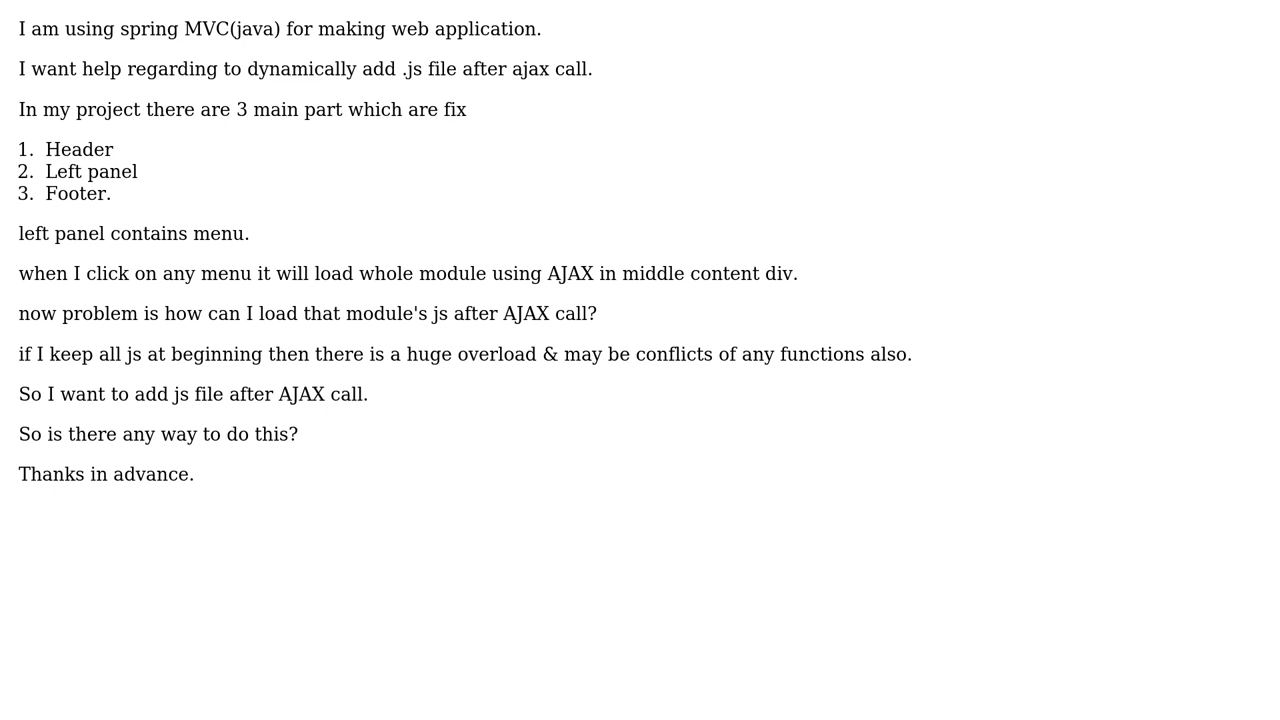 I am using spring MVC(java) for making web application.
I want help regarding to dynamically add .js file after ajax call.
In my project there are 3 main part which are fix
1. Header
2. Left panel
3. Footer.
left panel contains menu.
when I click on any menu it will load whole module using AJAX in middle content div.
now problem is how can I load that module's js after AJAX call?
if I keep all js at beginning then there is a huge overload & may be conflicts of any functions also.
So I want to add js file after AJAX call.
So is there any way to do this?
Thanks in advance.